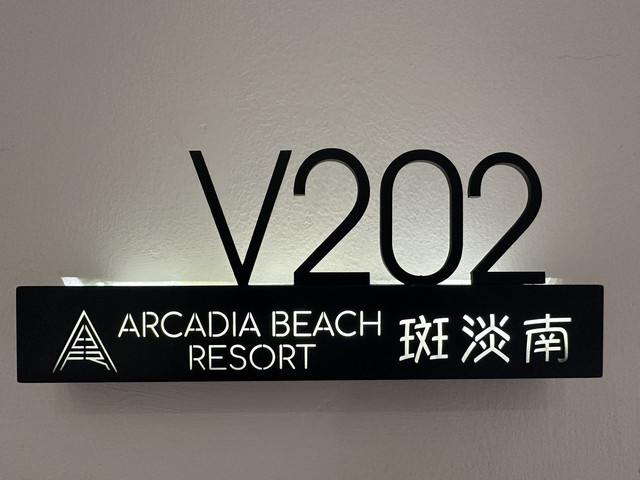 V202
ARCADIA BEACH
RESORT
斑淡南